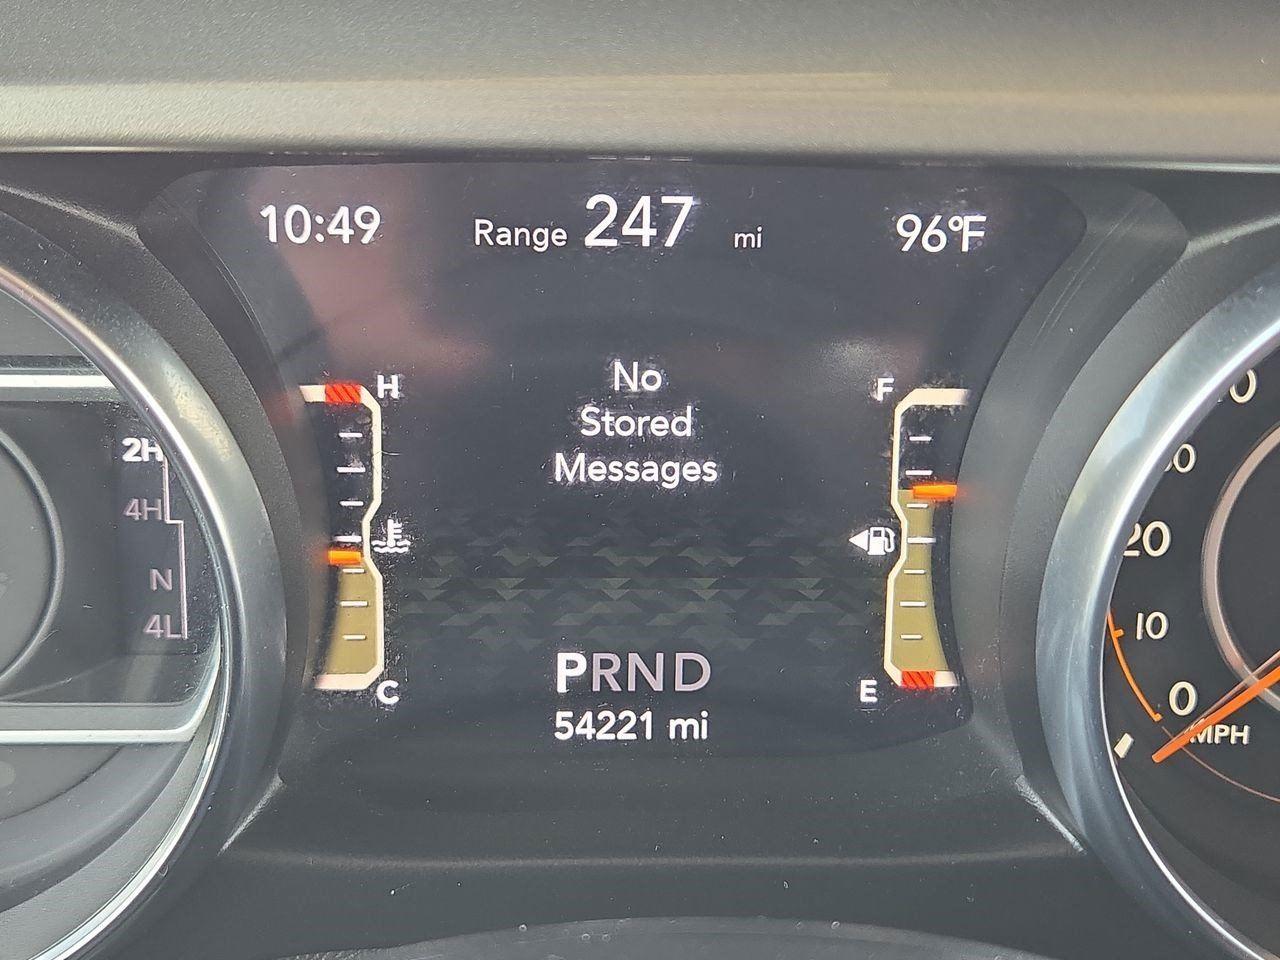 10:49
Range 247 mi
96°F
H
F
No
Stored
Messages
2H
4H
N
4L
20
10
0
MPH
C
E
PRND
54221 mi